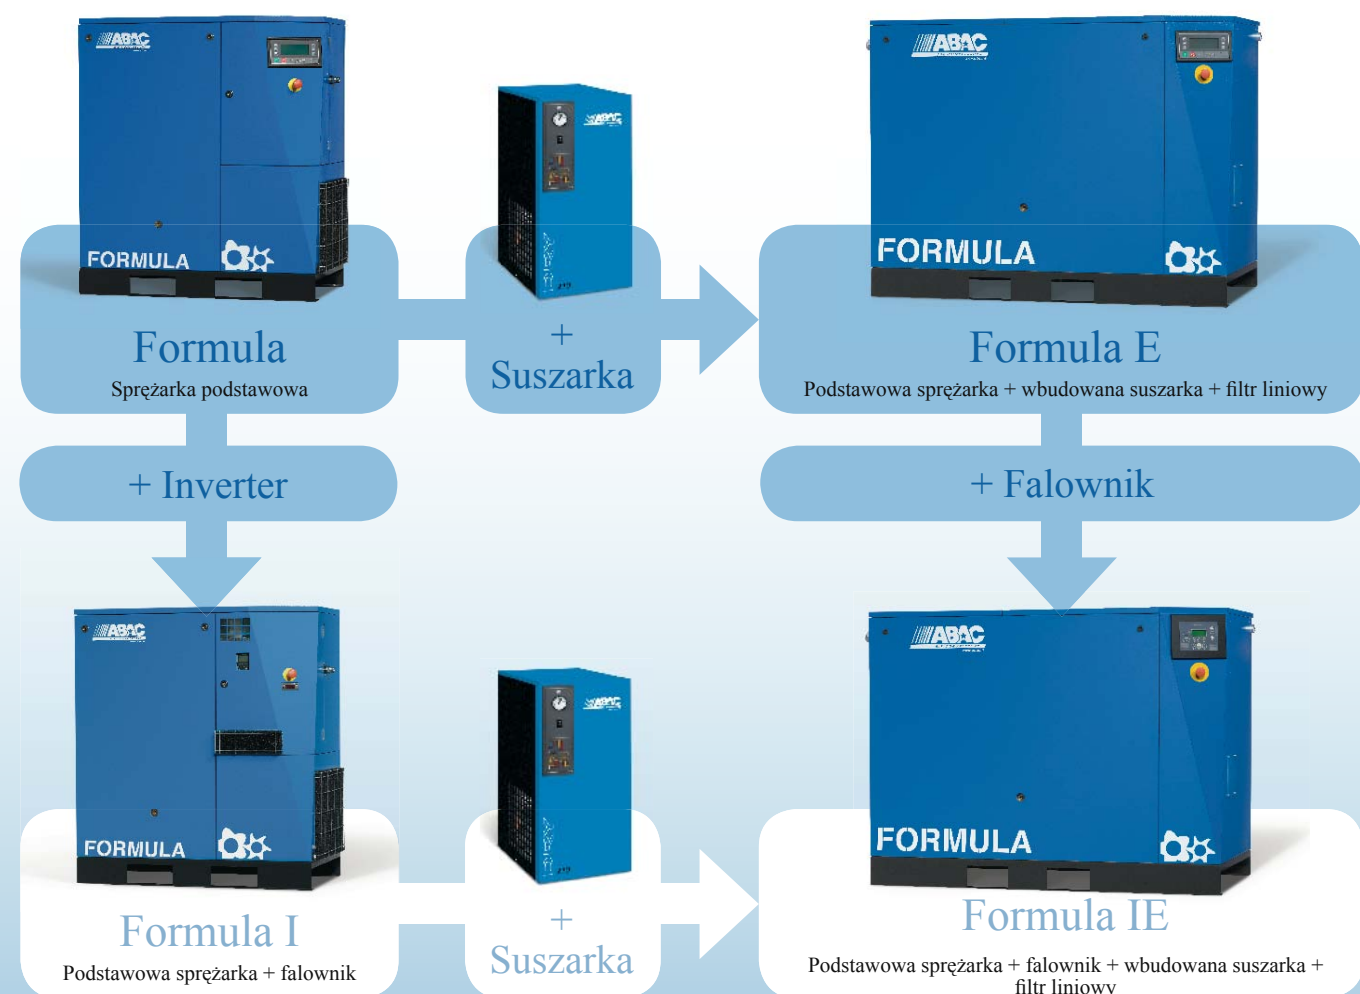 ABAC
ABAC
ABAC
FORMULA
FORMULA
Formula
Sprężarka podstawowa
+
Suszarka
Formula E
Podstawowa sprężarka + wbudowana suszarka + filtr liniowy
+ Inverter
+ Falownik
ABAC
ABAC
ABAC
FORMULA
FORMULA
Formula I
Podstawowa sprężarka + falownik
+
Suszarka
Formula IE
Podstawowa sprężarka + falownik + wbudowana suszarka +
filtr liniowy